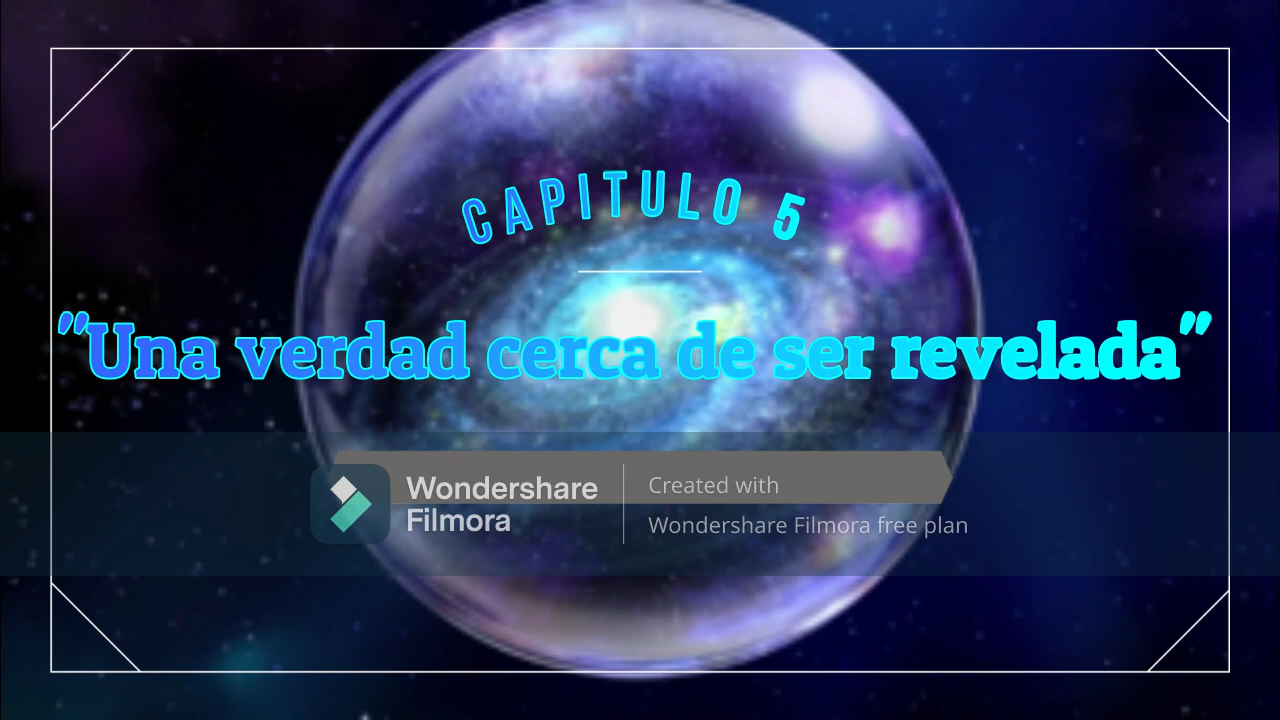 CAPITULO 5
"Una verdad cerca de ser revelada"
Wondershare
Filmora
Created with
Wondershare Filmora free plan